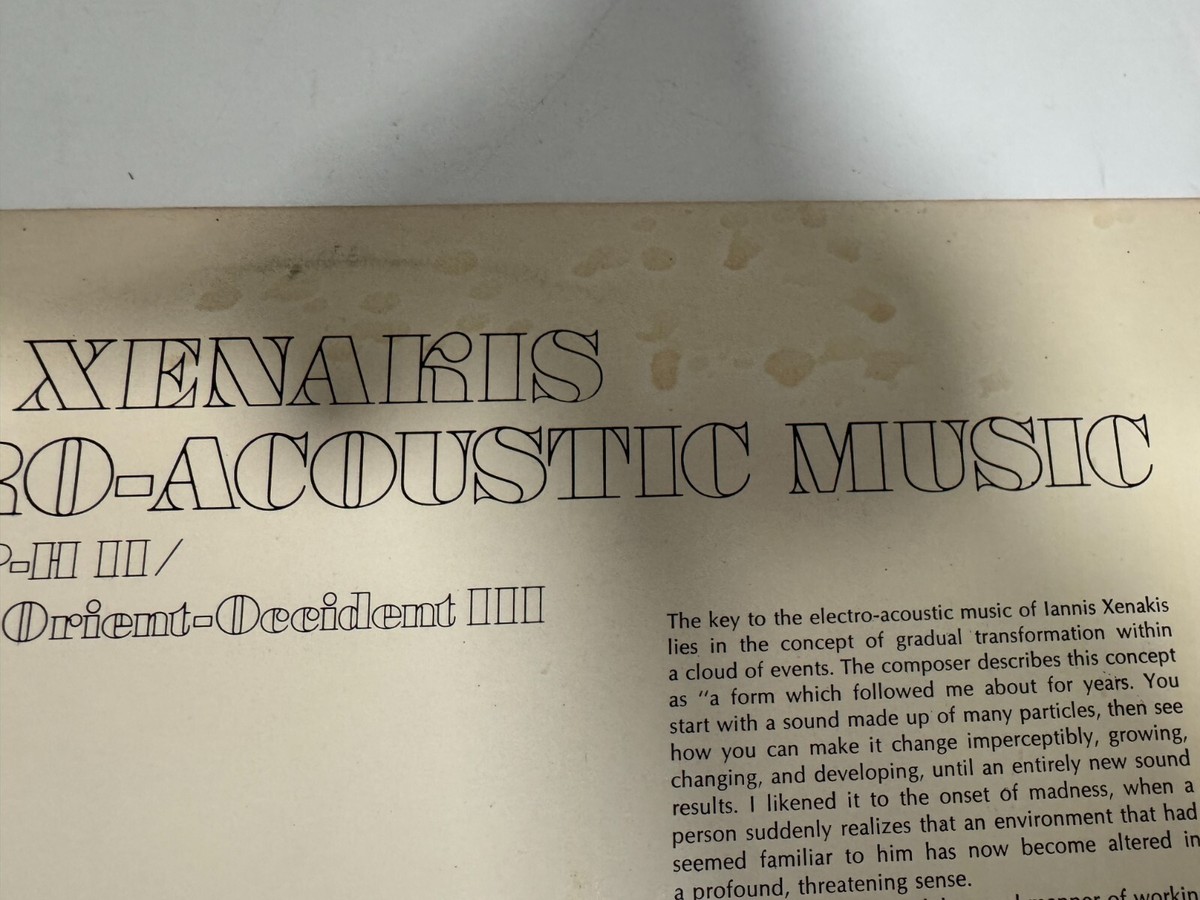 XENAKIS
RO-ACOUSTIC MUSIC
P-H III/
Orient-Occident III
The key to the electro-acoustic music of Iannis Xenakis
lies in the concept of gradual transformation within
a cloud of events. The composer describes this concept
as "a form which followed me about for years. You
start with a sound made up of many particles, then see
how you can make it change imperceptibly, growing,
changing, and developing, until an entirely new sound
results. I likened it to the onset of madness, when a
person suddenly realizes that an environment that had
seemed familiar to him has now become altered in
a profound, threatening sense.
manner of workin